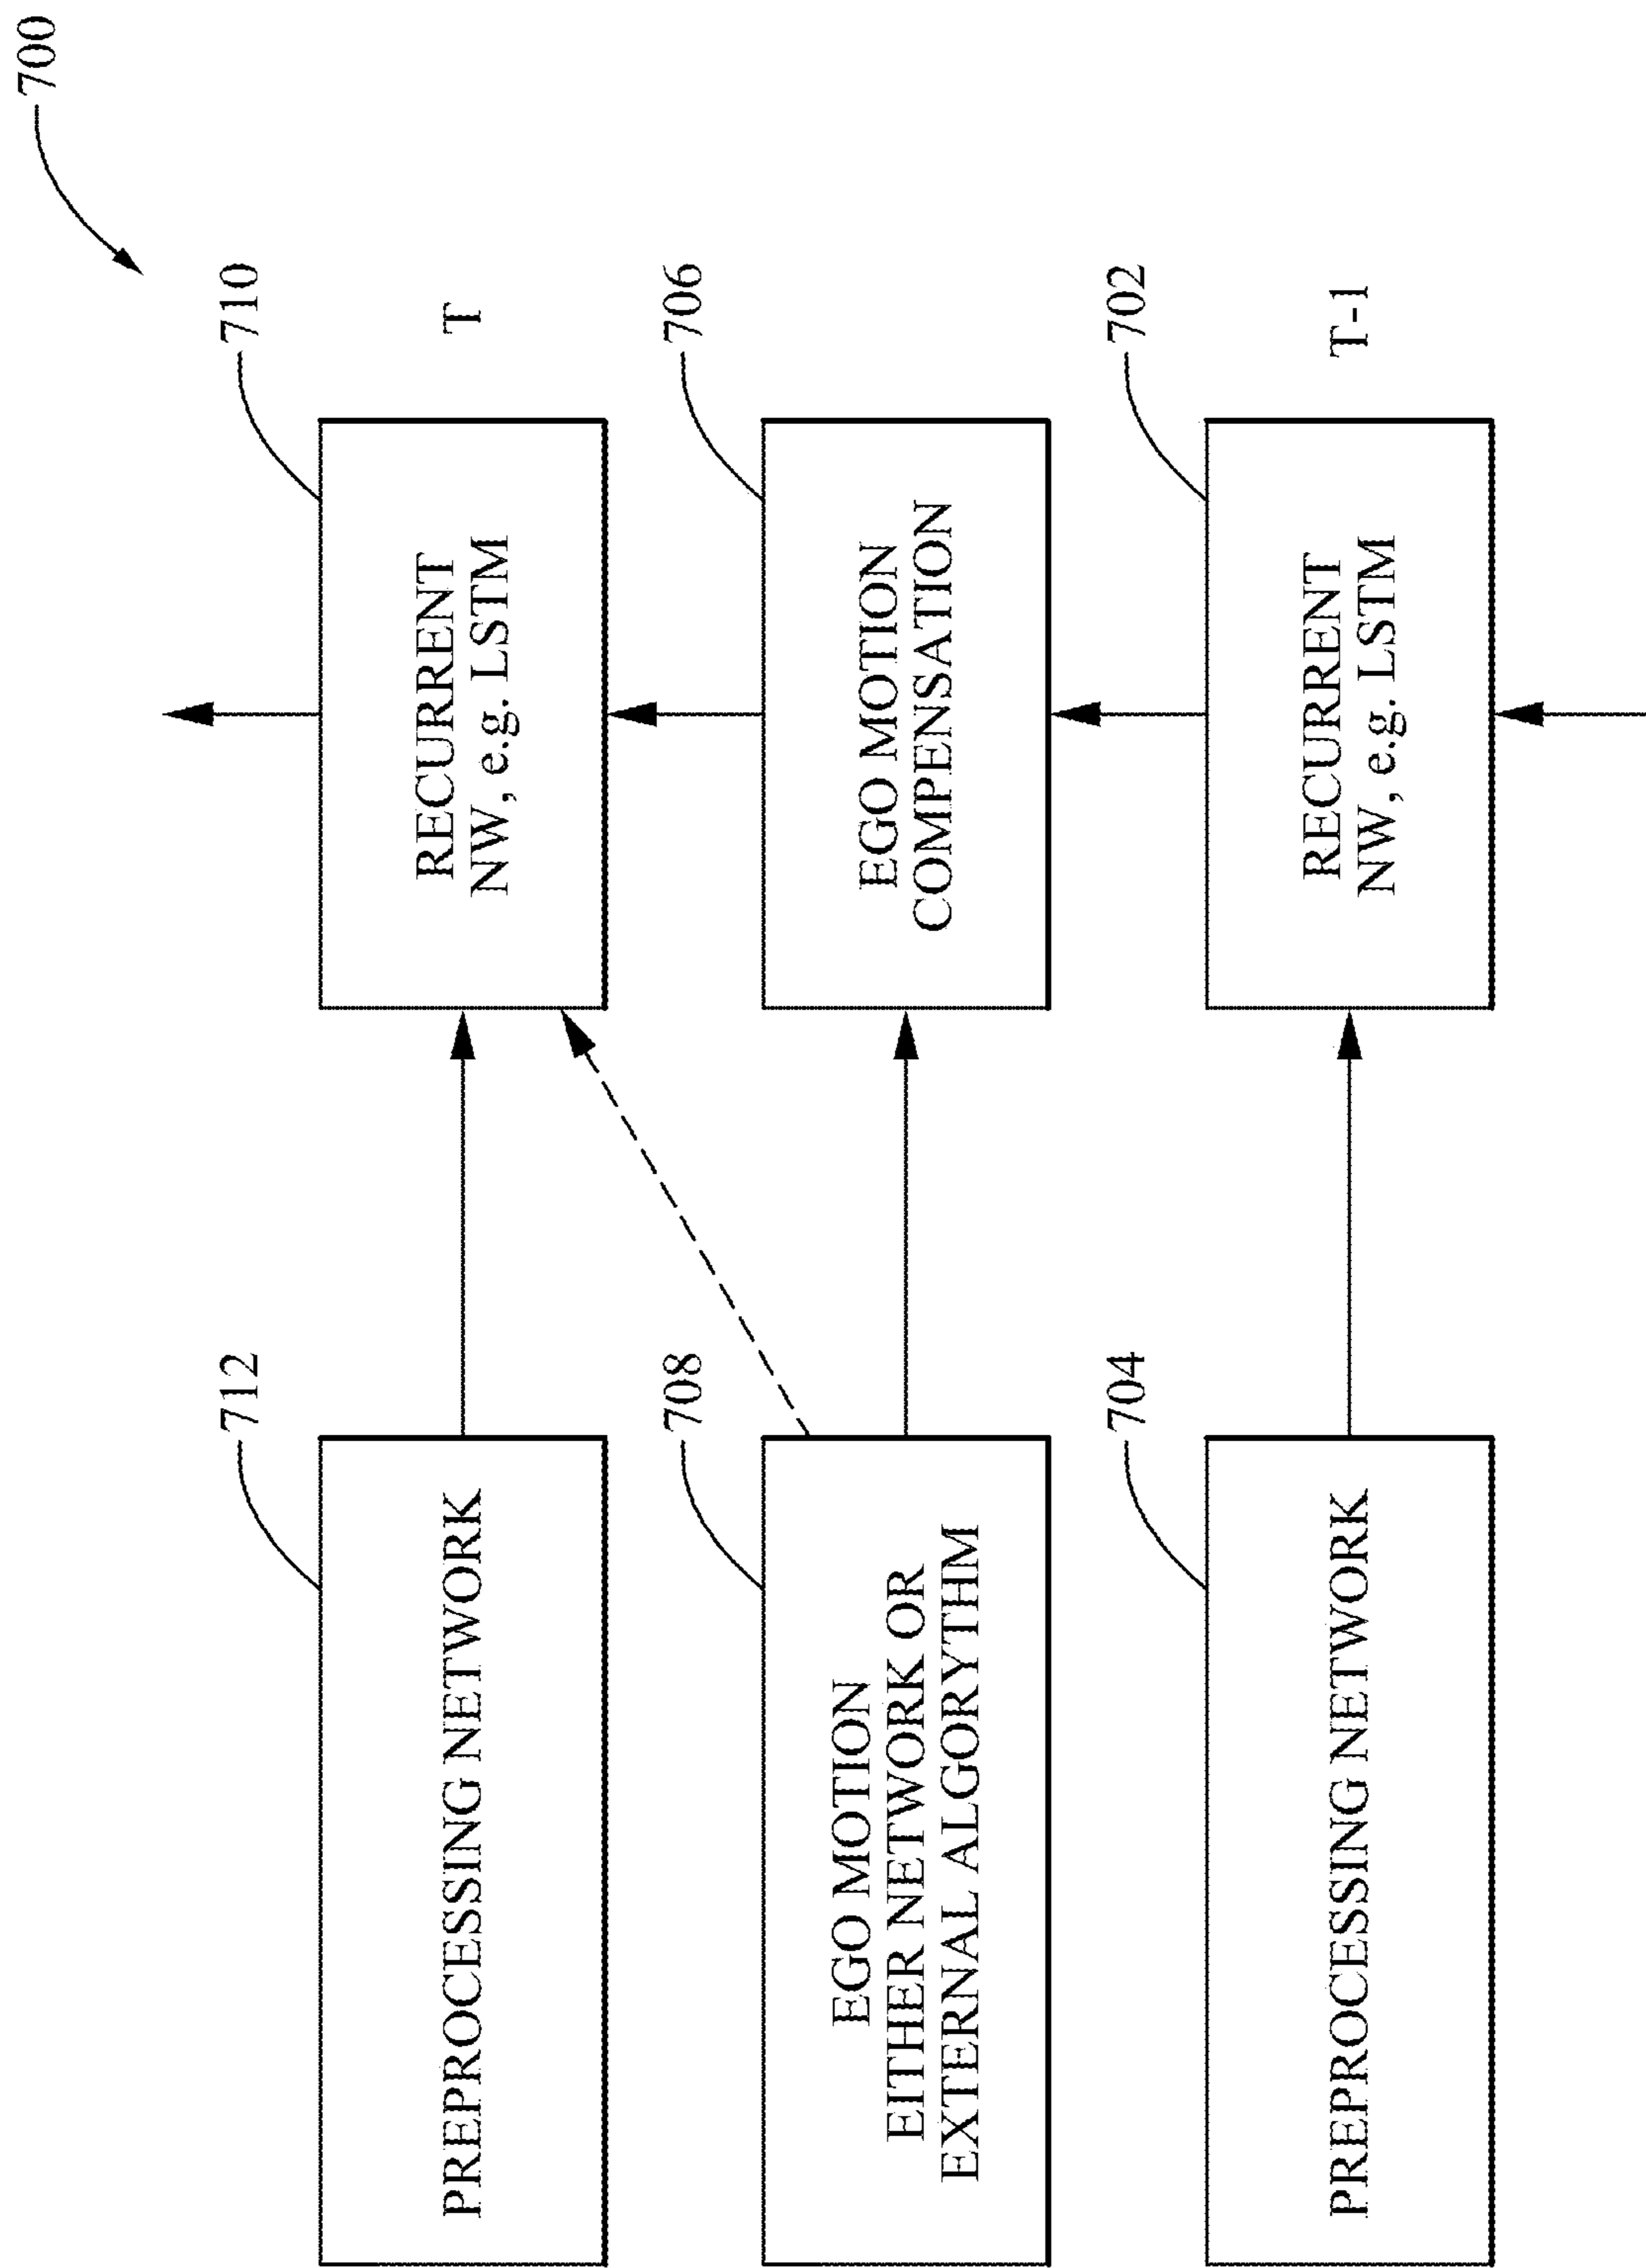 700
710
T
RECURRENT
NW, e.g. LSTM
712
PREPROCESSING NETWORK
706
EGO MOTION
COMPENSATION
708
EGO MOTION
EITHER NETWORK OR
EXTERNAL ALGORYTHM
702
T-1
RECURRENT
NW, e.g. LSTM
704
PREPROCESSING NETWORK